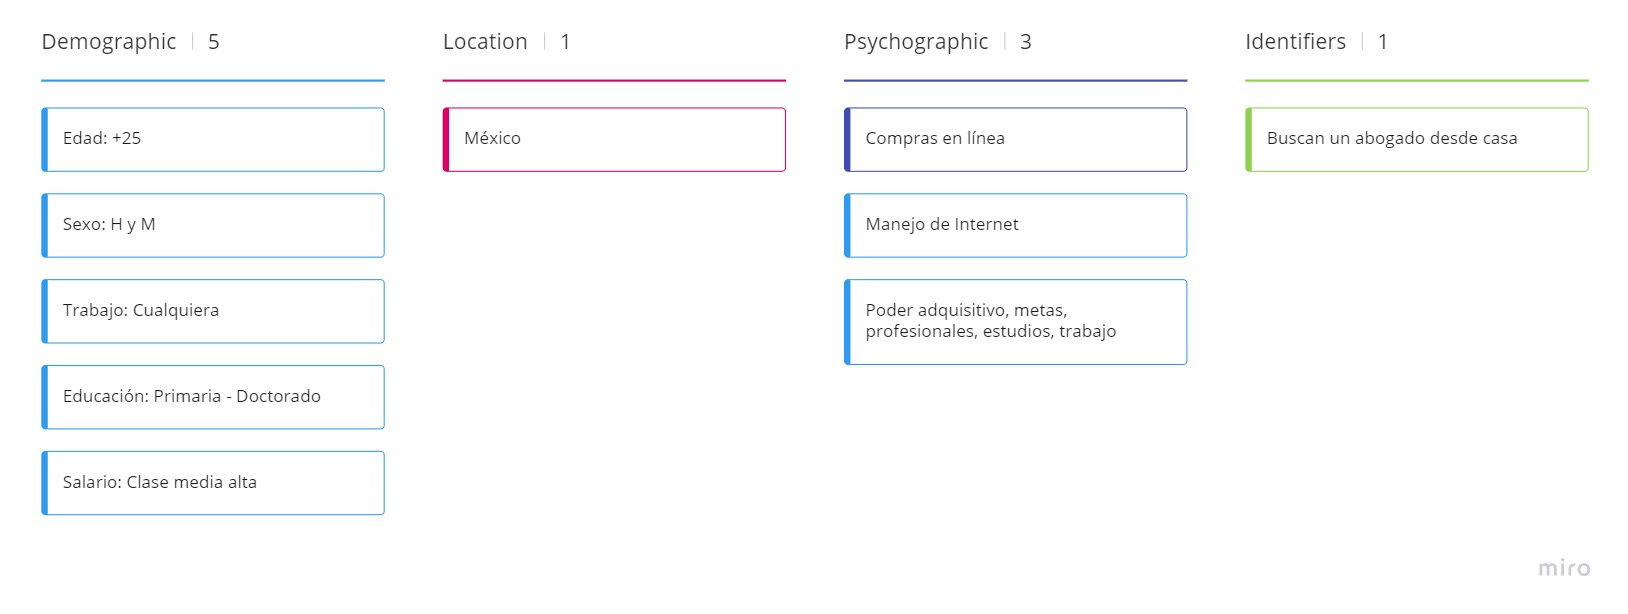 Demographic | 5
Edad: +25
Sexo: H y M
Trabajo: Cualquiera
Educación: Primaria - Doctorado
Salario: Clase media alta
Location | 1
México
Psychographic | 3
Compras en línea
Manejo de Internet
Poder adquisitivo, metas,
profesionales, estudios, trabajo
Identifiers | 1
Buscan un abogado desde casa
miro